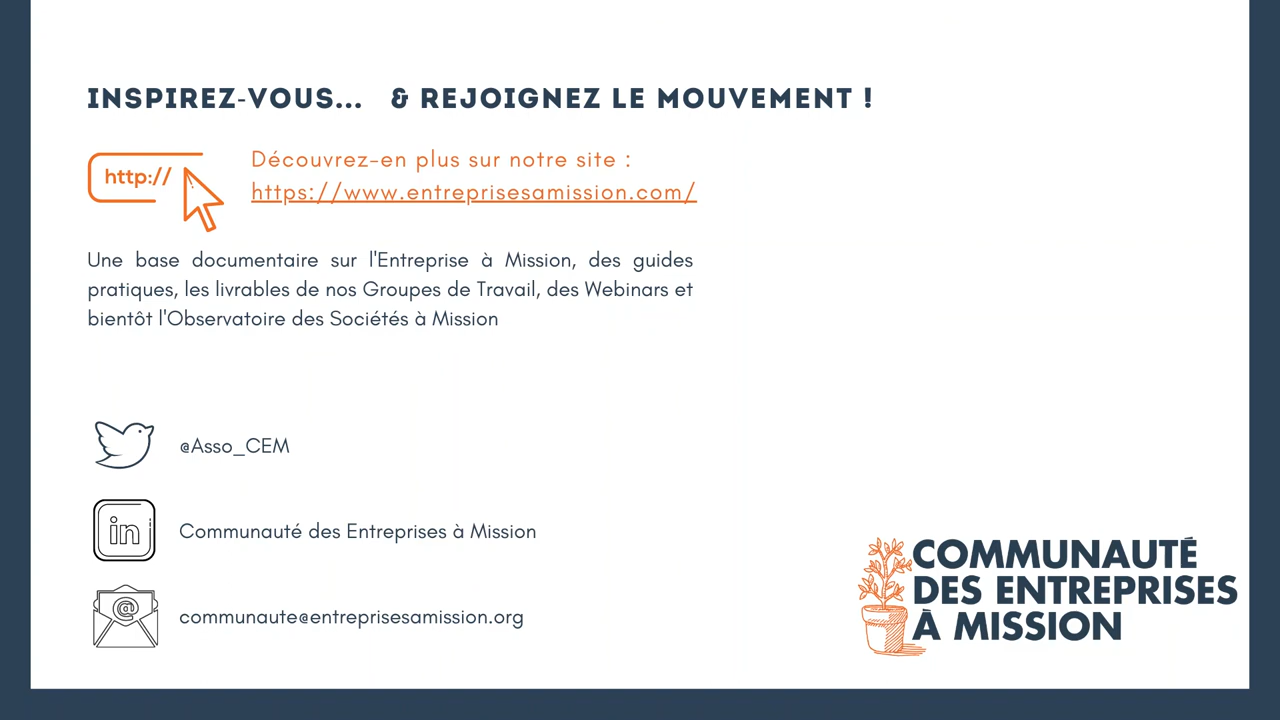 INSPIREZ-VOUS... & REJOIGNEZ LE MOUVEMENT !
http://
Découvrez-en plus sur notre site :
https://www.entreprisesamission.com/
Une base documentaire sur l'Entreprise à Mission, des guides
pratiques, les livrables de nos Groupes de Travail, des Webinars et
bientôt l'Observatoire des Sociétés à Mission
@Asso_CEM
in
Communauté des Entreprises à Mission
@
communaute@entreprisesamission.org
COMMUNAUTÉ
DES ENTREPRISES
À MISSION